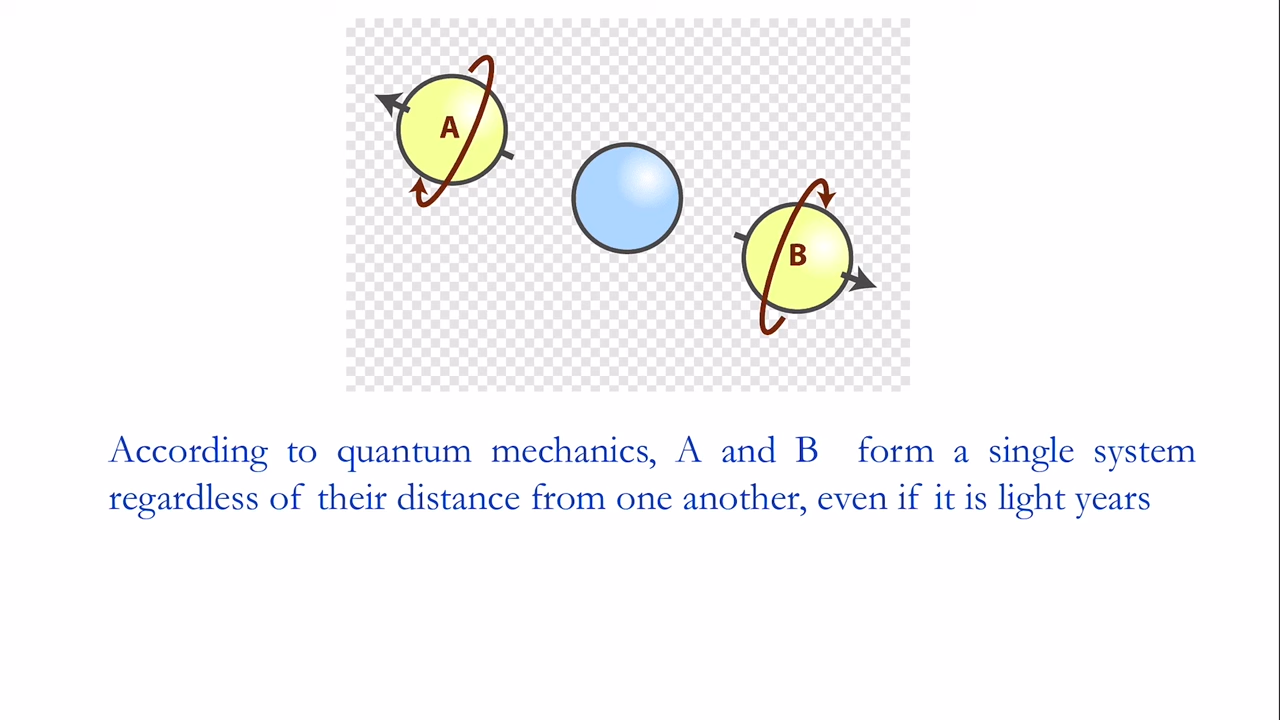 A
B
According to quantum mechanics, A and B form a single system
regardless of their distance from one another, even if it is light years